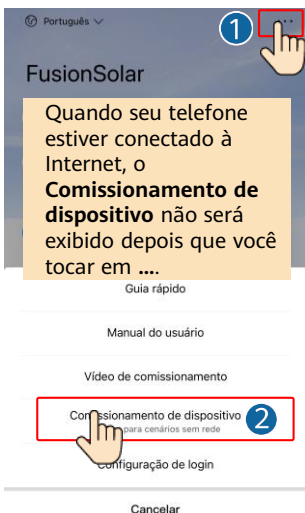 Português
1
...
FusionSolar
Quando seu telefone
estiver conectado à
Internet, o
Comissionamento de
dispositivo não será
exibido depois que você
tocar em ....
Guia rápido
Manual do usuário
Vídeo de comissionamento
Comissionamento de dispositivo
2
para cenários sem rede
Configuração de login
Cancelar